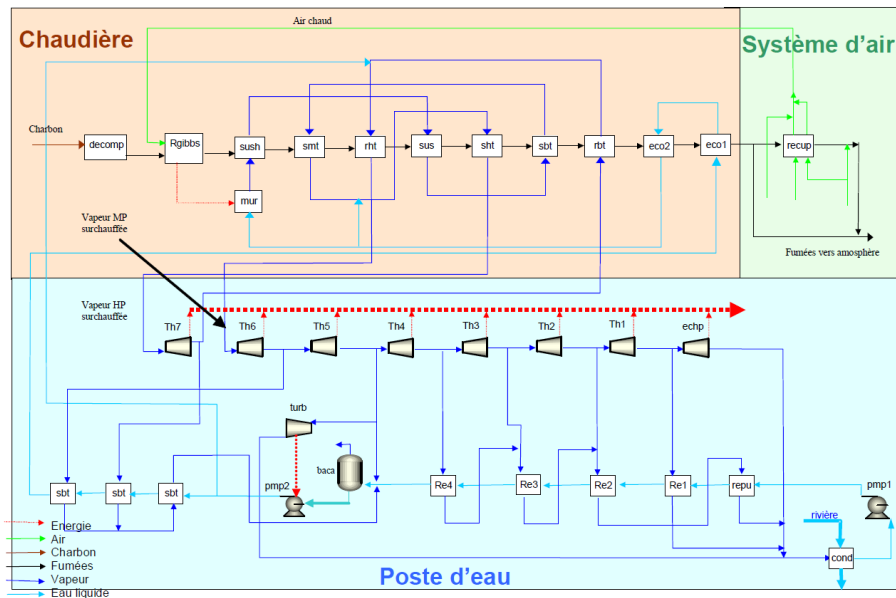 Air chaud
Chaudière
Système d'air
Charbon
decomp
Rgibbs
sush
smt
rht
sus
sht
sbt
rbt
eco2
eco1
recup
mur
Vapeur MP
surchauffée
Fumées vers amosphère
Vapeur HP
surchauffée
Th7
Th6
Th5
Th4
Th3
Th2
Th1
echp
turb
baca
pmp2
pmp1
sbt
sbt
sbt
Re4
Re3
Re2
Re1
repu
rivière
cond
Energie
Air
Charbon
Fumées
Vapeur
Eau liquide
Poste d'eau